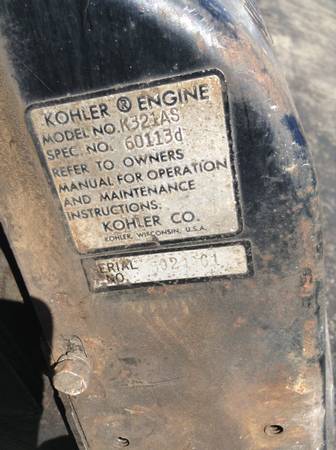 KOHLER ® ENGINE
MODEL NO. K321AS
SPEC. NO. 60113d
REFER TO OWNERS
MANUAL FOR OPERATION
AND MAINTENANCE
INSTRUCTIONS.
KOHLER CO.
KOHLER, WISCONSIN, U.S.A.
SERIAL
NO.